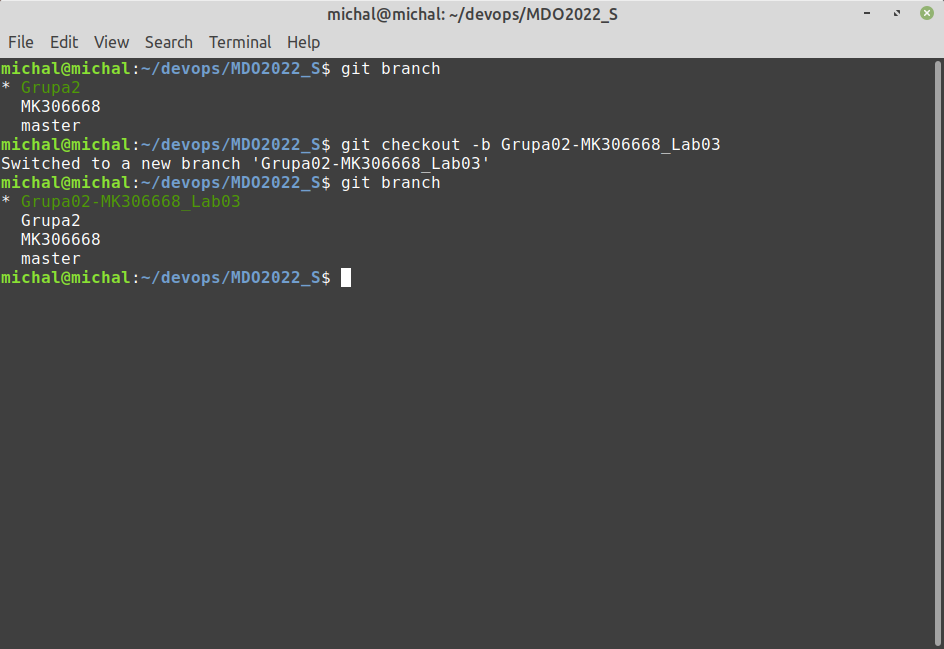 michal@michal: ~/devops/MDO2022_S
File Edit View Search Terminal Help
michal@michal:~/devops/MDO2022_S$ git branch
* Grupa2
  MK306668
  master
michal@michal:~/devops/MDO2022_S$ git checkout -b Grupa02-MK306668_Lab03
Switched to a new branch 'Grupa02-MK306668_Lab03'
michal@michal:~/devops/MDO2022_S$ git branch
* Grupa02-MK306668_Lab03
  Grupa2
  MK306668
  master
michal@michal:~/devops/MDO2022_S$